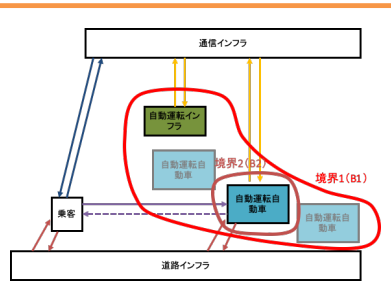 通信インフラ
自動運転イン
フラ
境界2(B2)
自動運転自
動車
境界1(B1)
自動運転自
動車
乗客
自動運転自
動車
道路インフラ